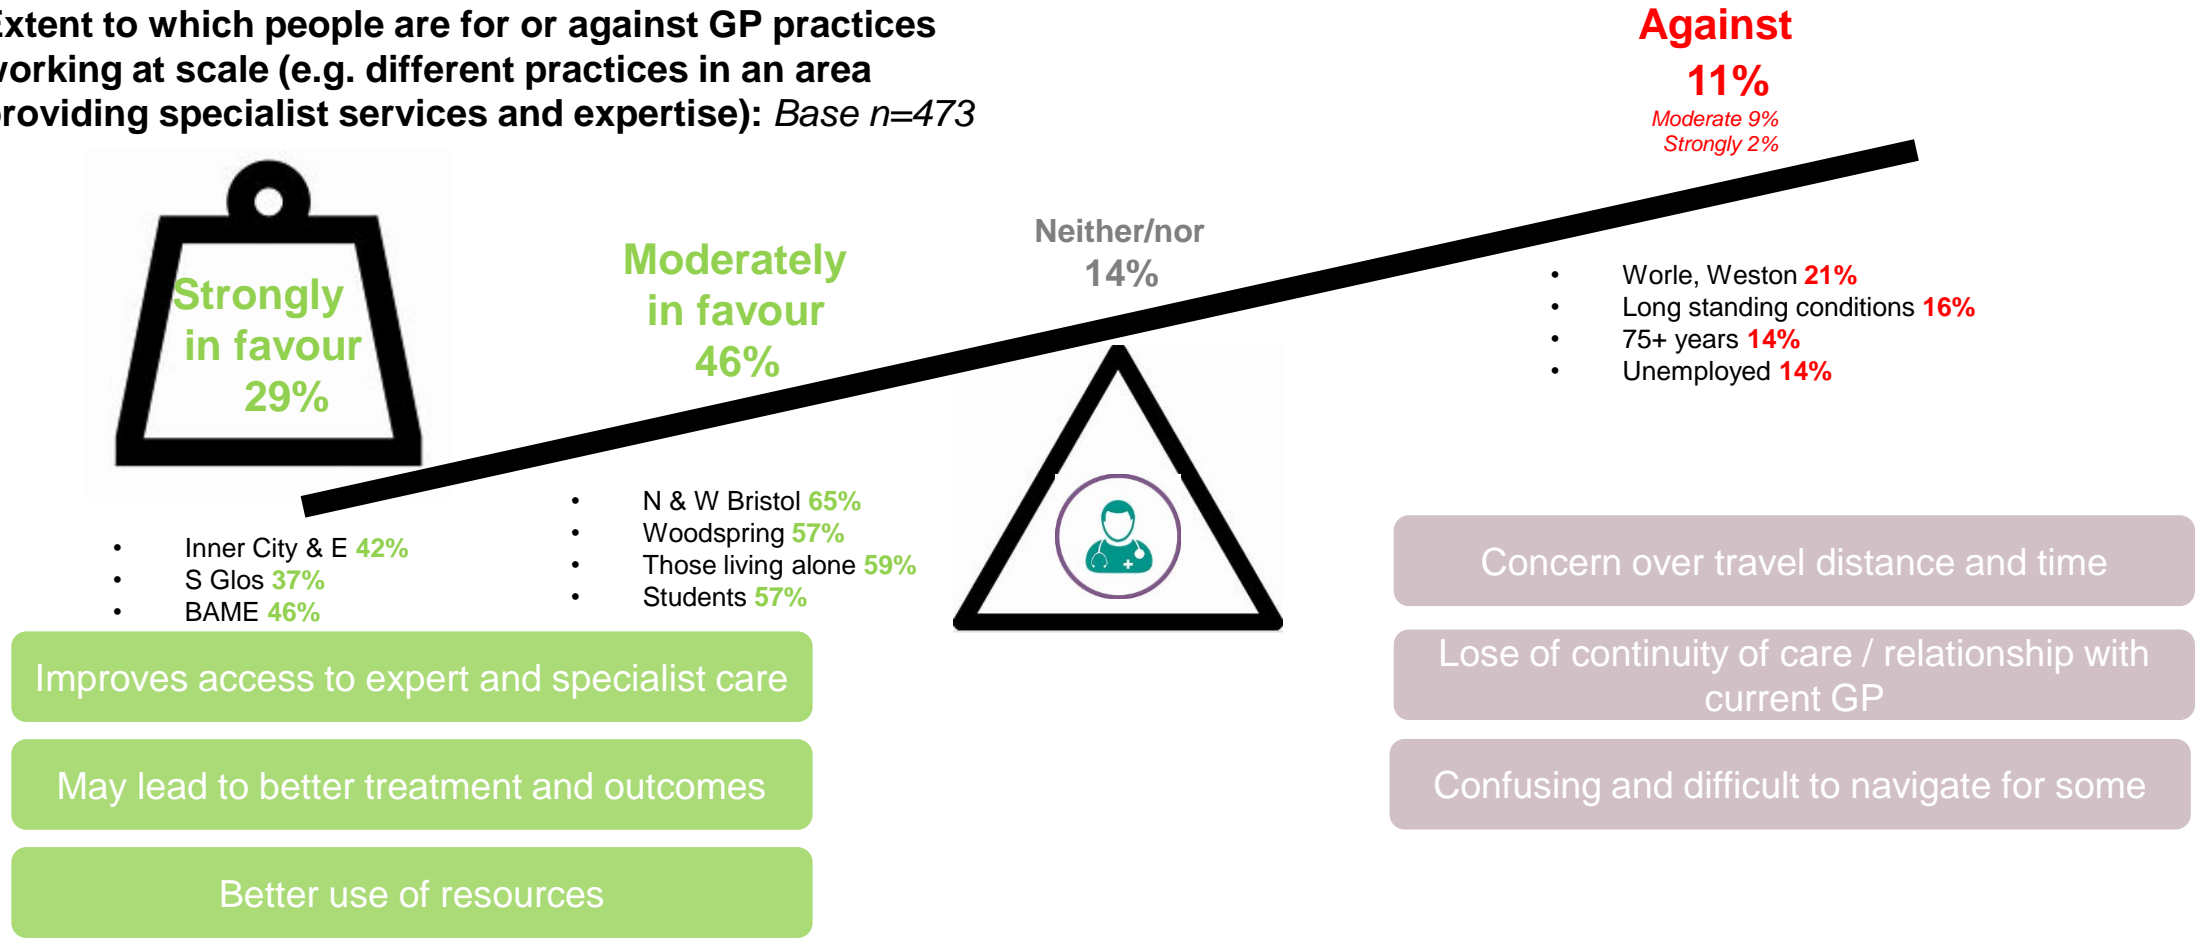 Extent to which people are for or against GP practices
working at scale (e.g. different practices in an area
providing specialist services and expertise): Base n=473
Against
11%
Moderate 9%
Strongly 2%
Neither/nor
14%
Moderately
in favour
46%
Strongly
in favour
29%
• Worle, Weston 21%
• Long standing conditions 16%
• 75+ years 14%
• Unemployed 14%
• N & W Bristol 65%
• Woodspring 57%
• Those living alone 59%
• Students 57%
• Inner City & E 42%
• S Glos 37%
• BAME 46%
Improves access to expert and specialist care
May lead to better treatment and outcomes
Better use of resources
Concern over travel distance and time
Lose of continuity of care / relationship with
current GP
Confusing and difficult to navigate for some